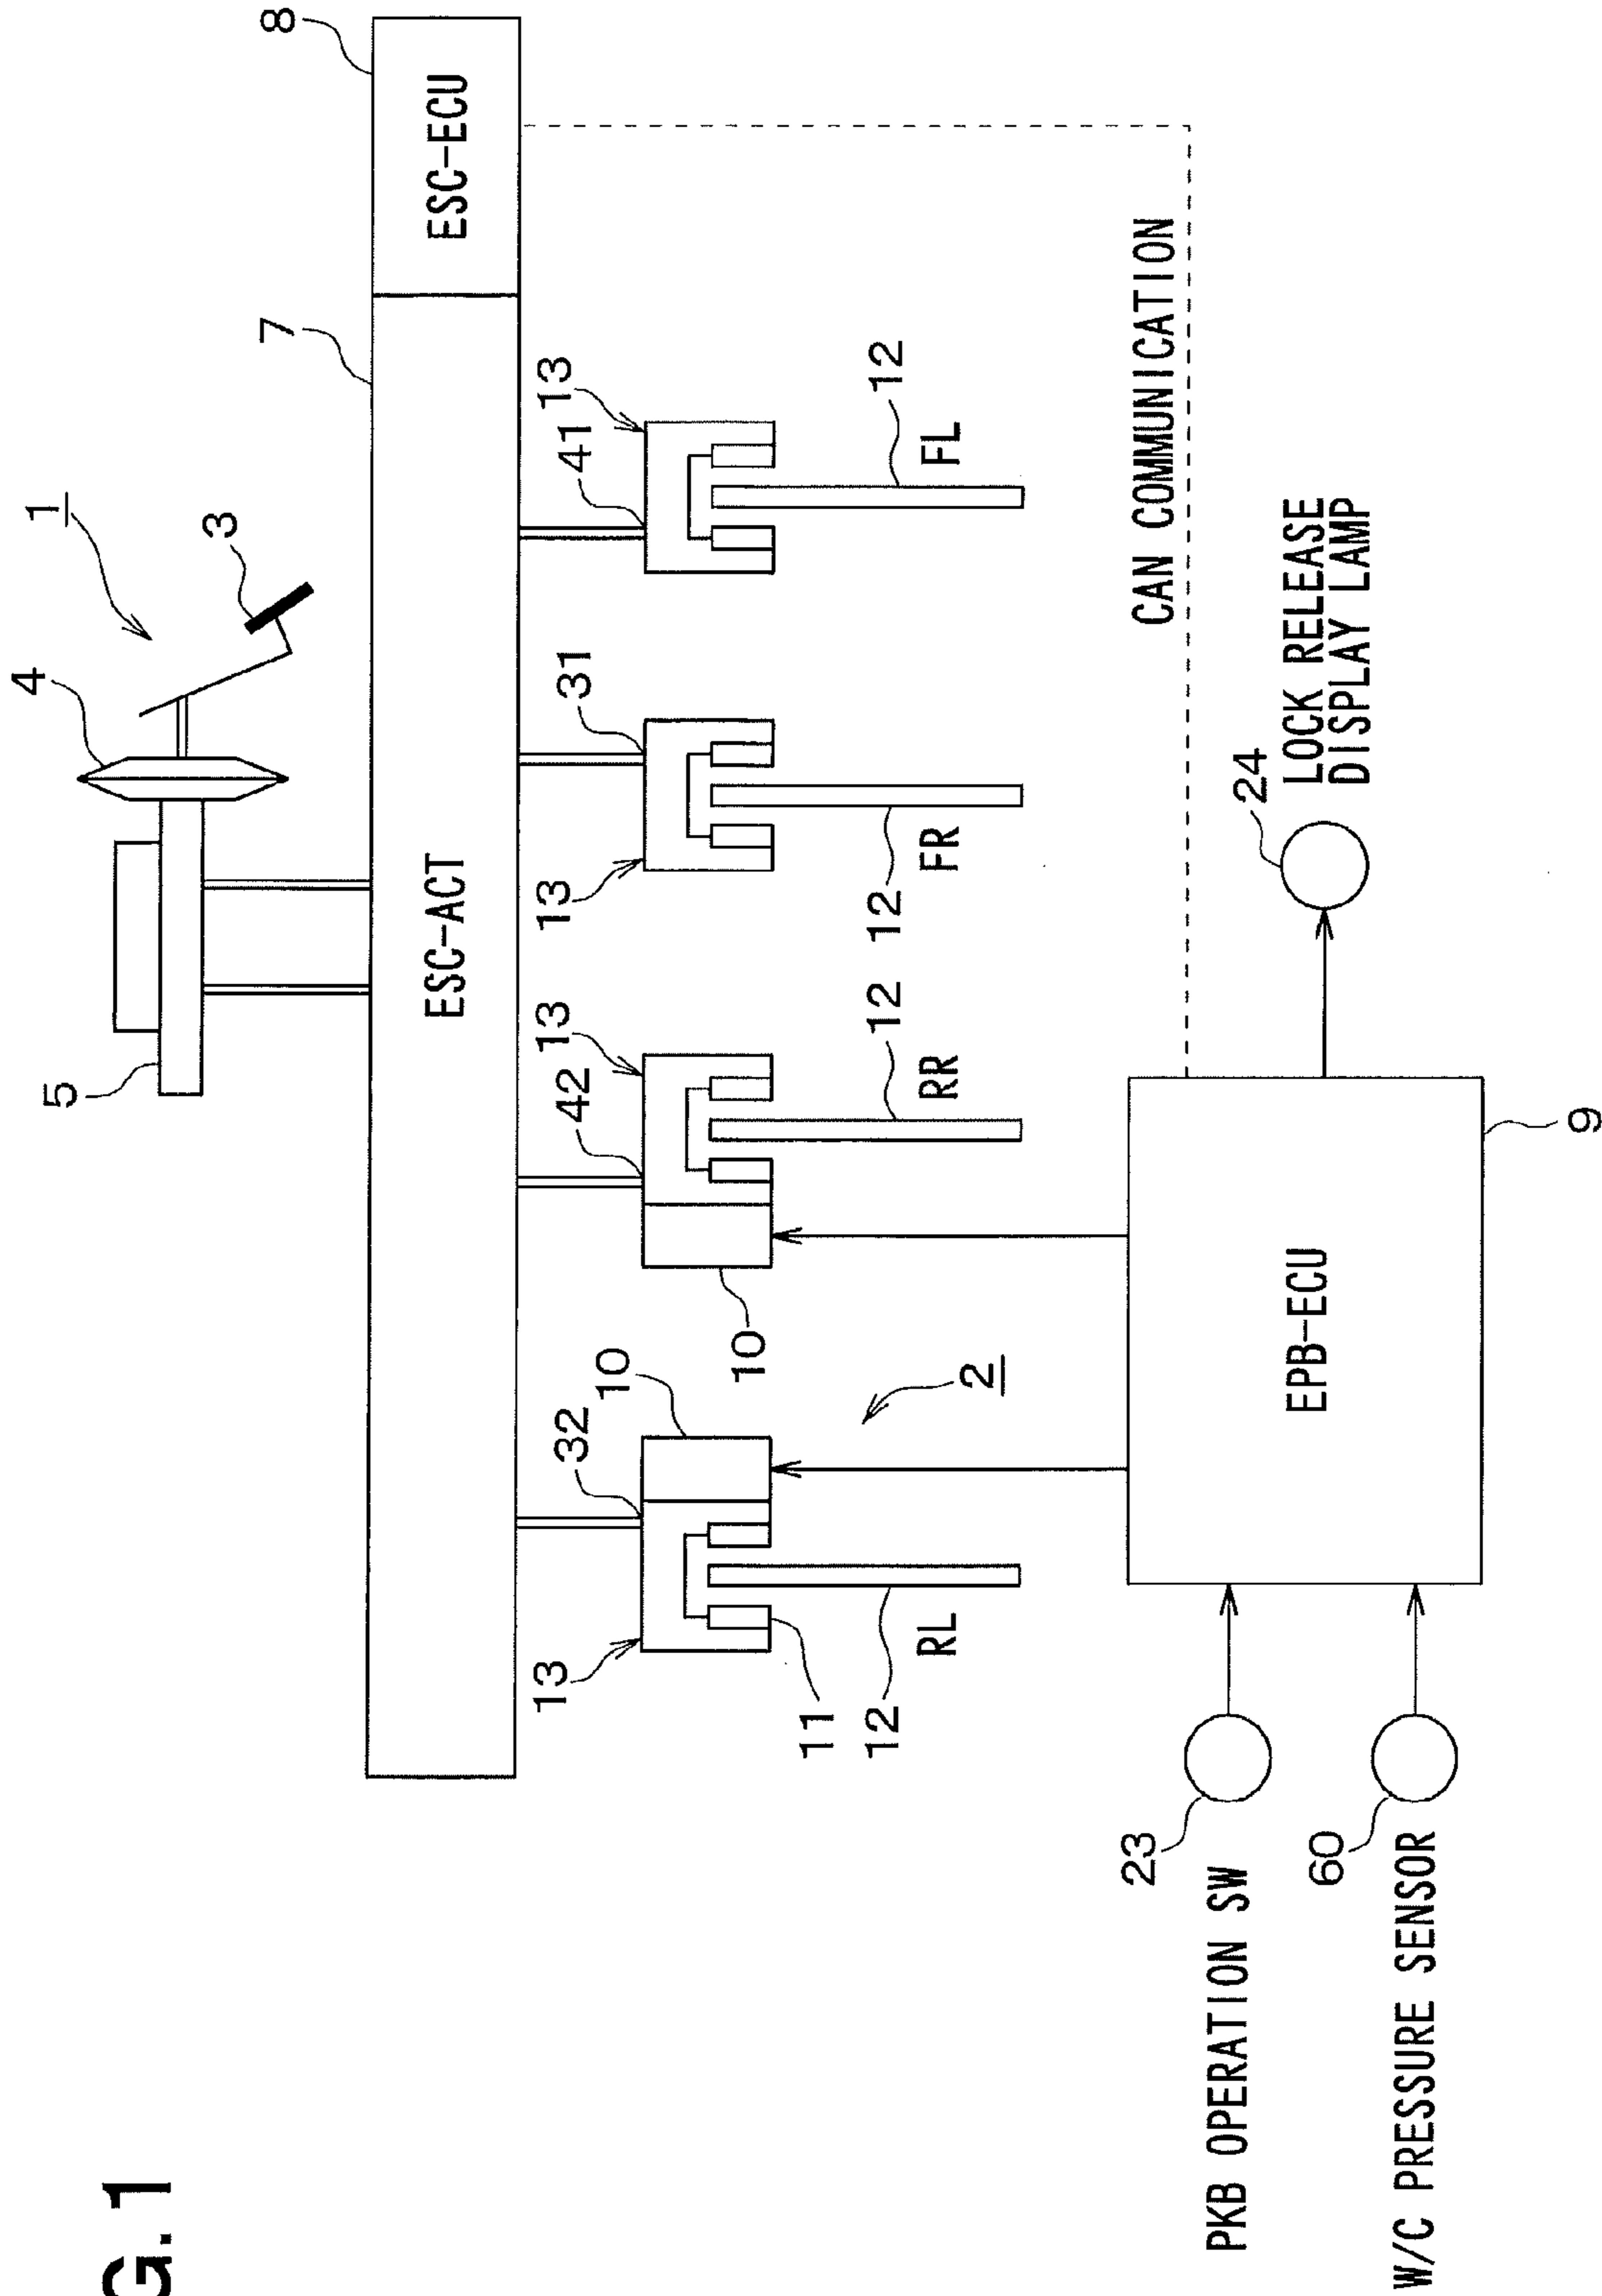 G. 1
1
3
4
5
7
8
ESC-ACT
ESC-ECU
13
32
10
42
13
31
13
41
13
11
12
RL
10
12
RR
12
FR
12
FL
2
CAN COMMUNICATION
EPB-ECU
9
23
PKB OPERATION SW
60
W/C PRESSURE SENSOR
24
LOCK RELEASE
DISPLAY LAMP